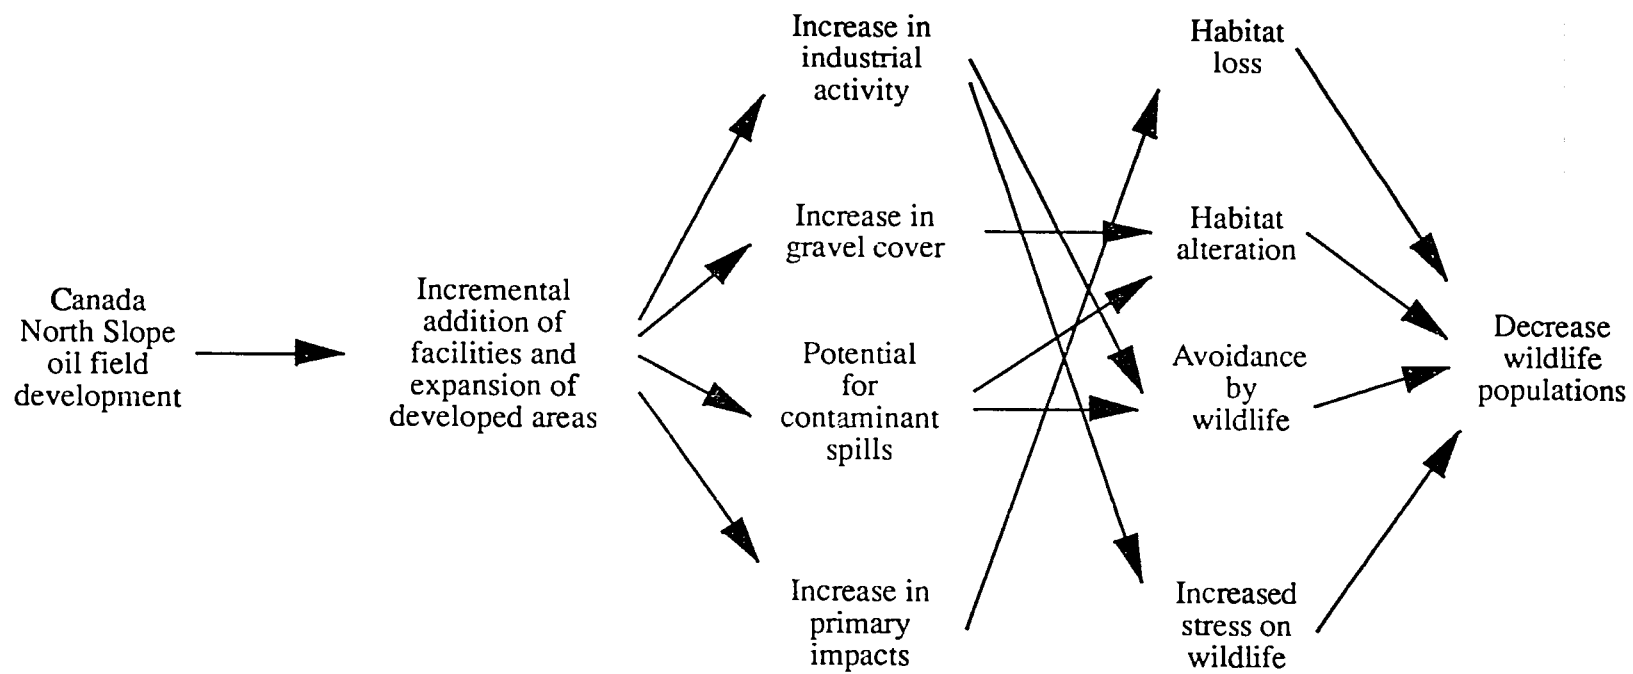 Canada
North Slope
oil field
development
Incremental
addition of
facilities and
expansion of
developed areas
Increase in
industrial
activity
Increase in
gravel cover
Potential
for
contaminant
spills
Increase in
primary
impacts
Habitat
loss
Habitat
alteration
Avoidance
by
wildlife
Increased
stress on
wildlife
Decrease
wildlife
populations